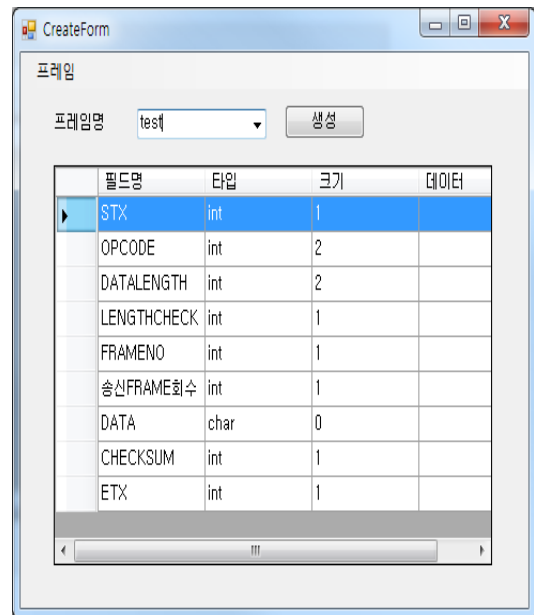 CreateForm
프레임
프레임명 test 생성
필드명 타입 크기 데이터
STX int 1
OPCODE int 2
DATALENGTH int 2
LENGTHCHECK int 1
FRAMENO int 1
송신FRAME회수 int 1
DATA char 0
CHECKSUM int 1
ETX int 1